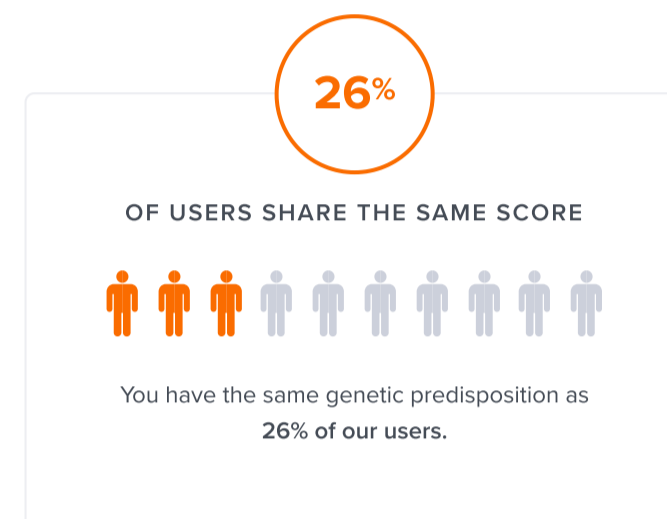 26%
OF USERS SHARE THE SAME SCORE
You have the same genetic predisposition as
26% of our users.